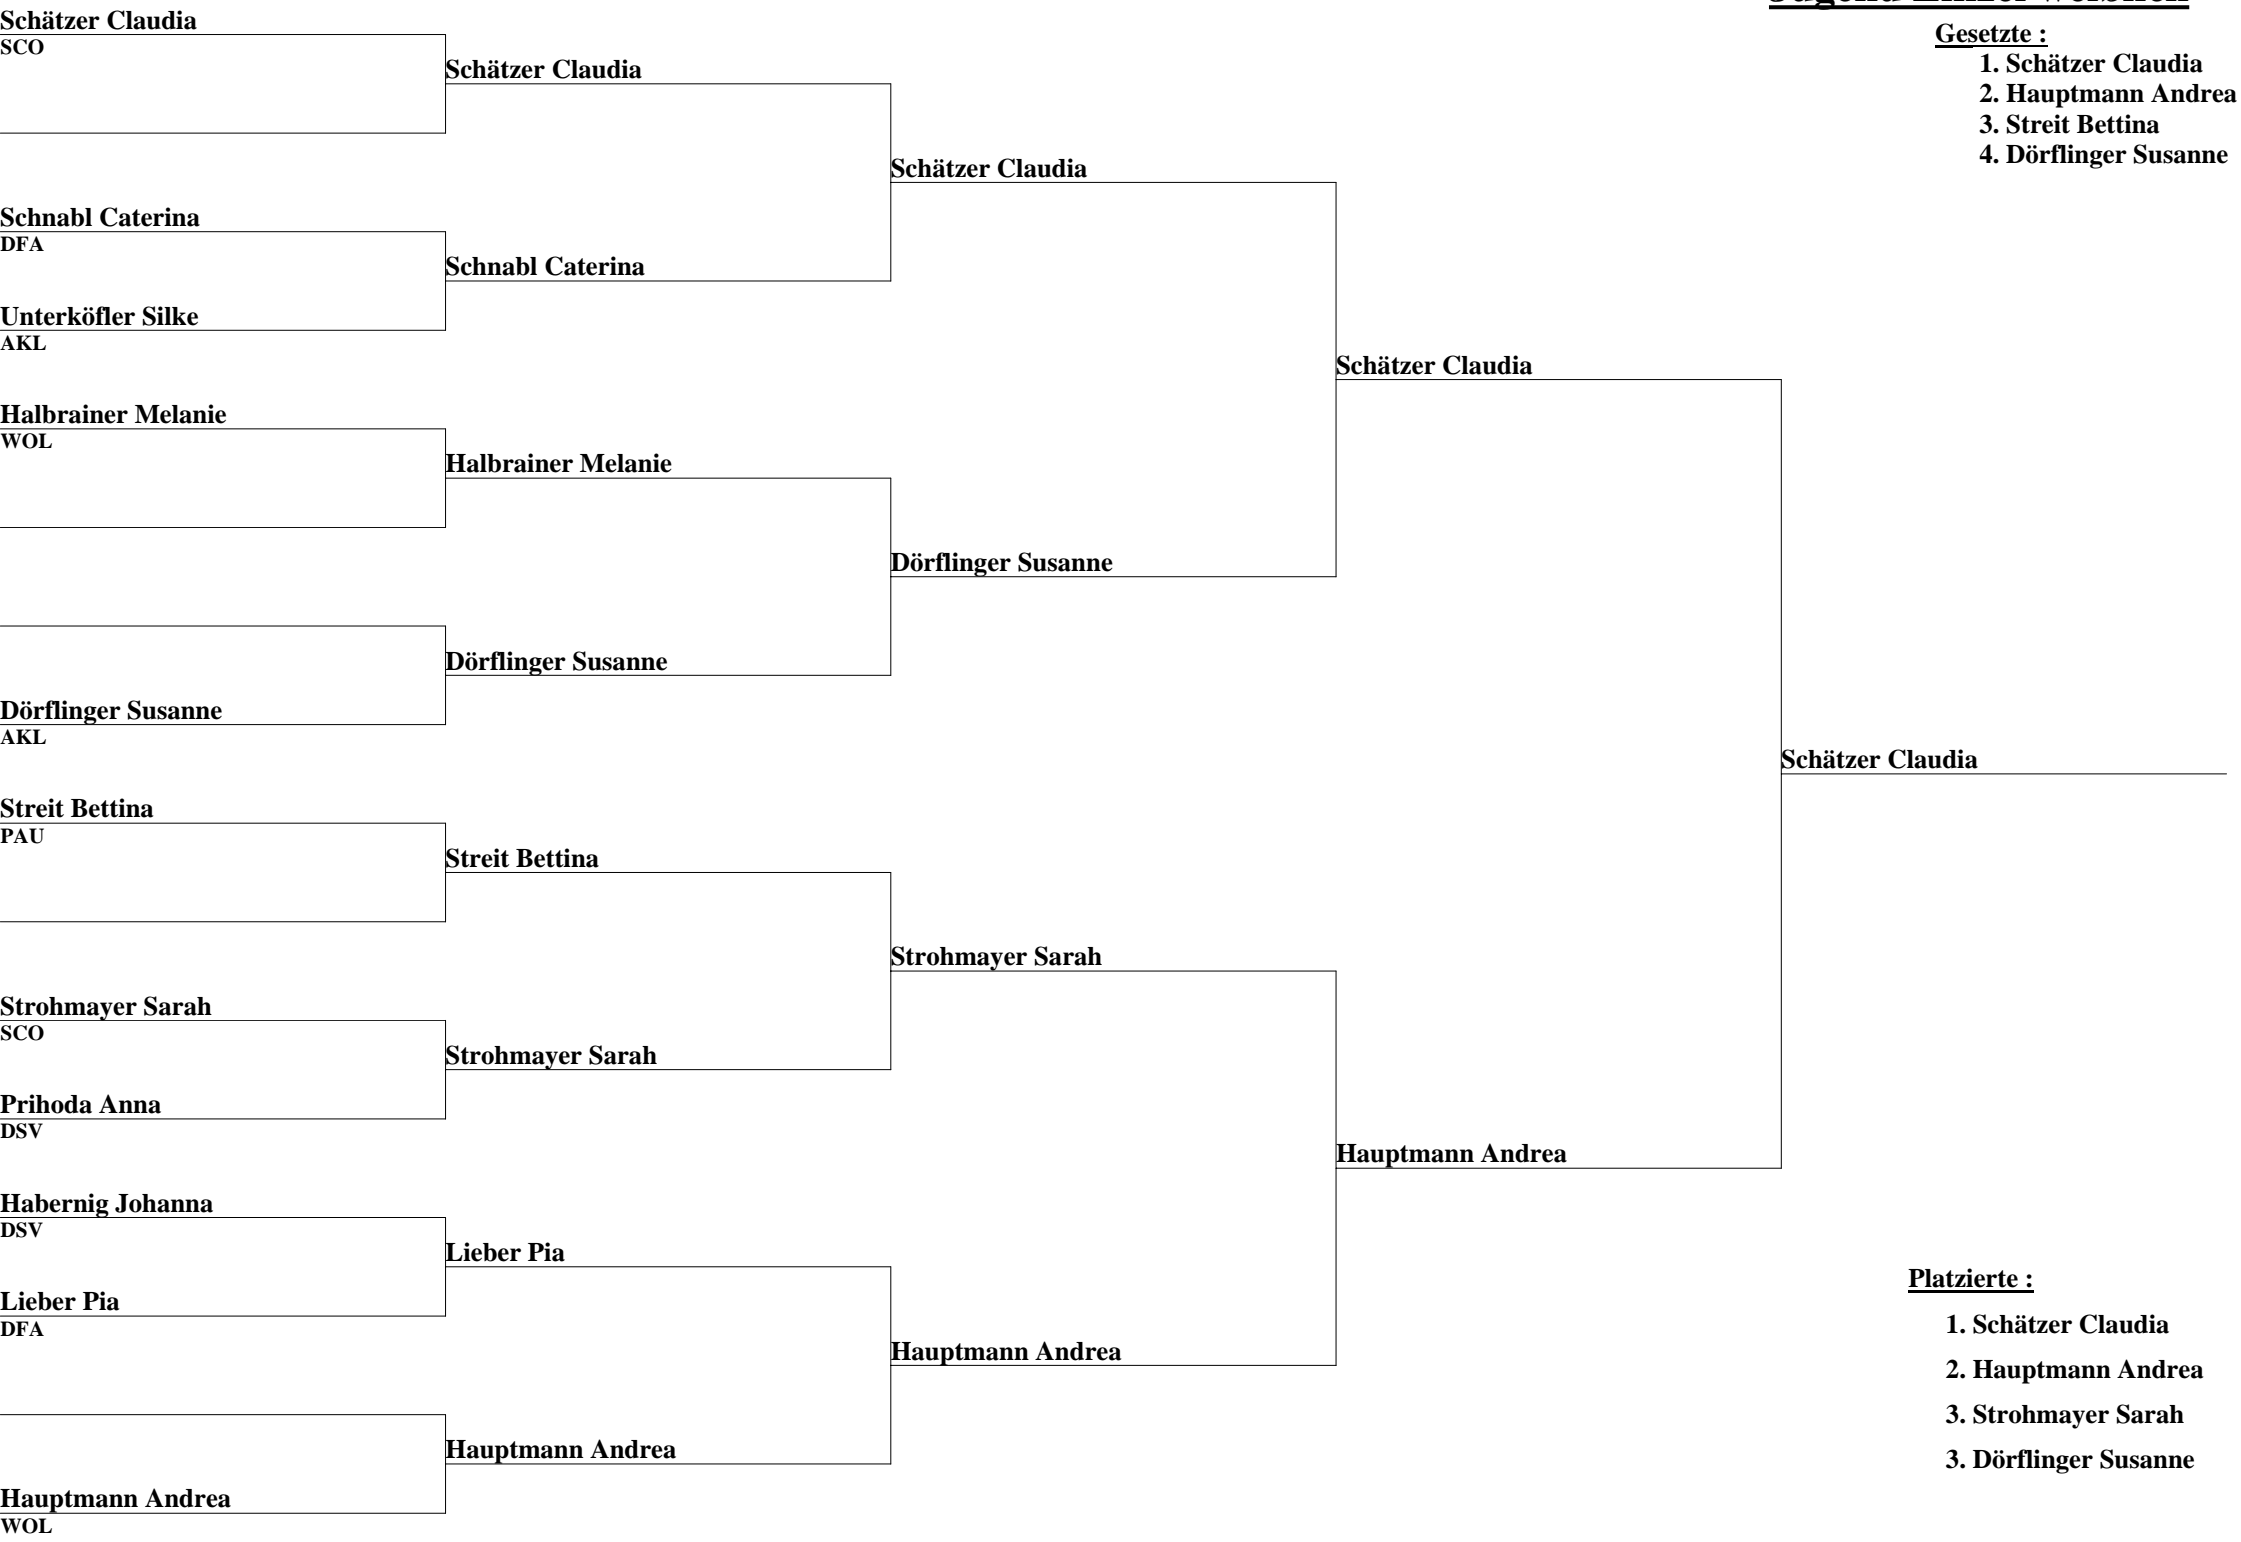 Schätzer Claudia
SCO
Schätzer Claudia
Schätzer Claudia
Schnabl Caterina
DFA
Schnabl Caterina
Unterköfler Silke
AKL
Schätzer Claudia
Halbrainer Melanie
WOL
Halbrainer Melanie
Dörflinger Susanne
Dörflinger Susanne
Dörflinger Susanne
AKL
Schätzer Claudia
Streit Bettina
PAU
Streit Bettina
Strohmayer Sarah
Strohmayer Sarah
SCO
Strohmayer Sarah
Prihoda Anna
DSV
Hauptmann Andrea
Habernig Johanna
DSV
Lieber Pia
Lieber Pia
DFA
Hauptmann Andrea
Hauptmann Andrea
Hauptmann Andrea
WOL
Gesetzte :
1. Schätzer Claudia
2. Hauptmann Andrea
3. Streit Bettina
4. Dörflinger Susanne
Platzierte :
1. Schätzer Claudia
2. Hauptmann Andrea
3. Strohmayer Sarah
3. Dörflinger Susanne